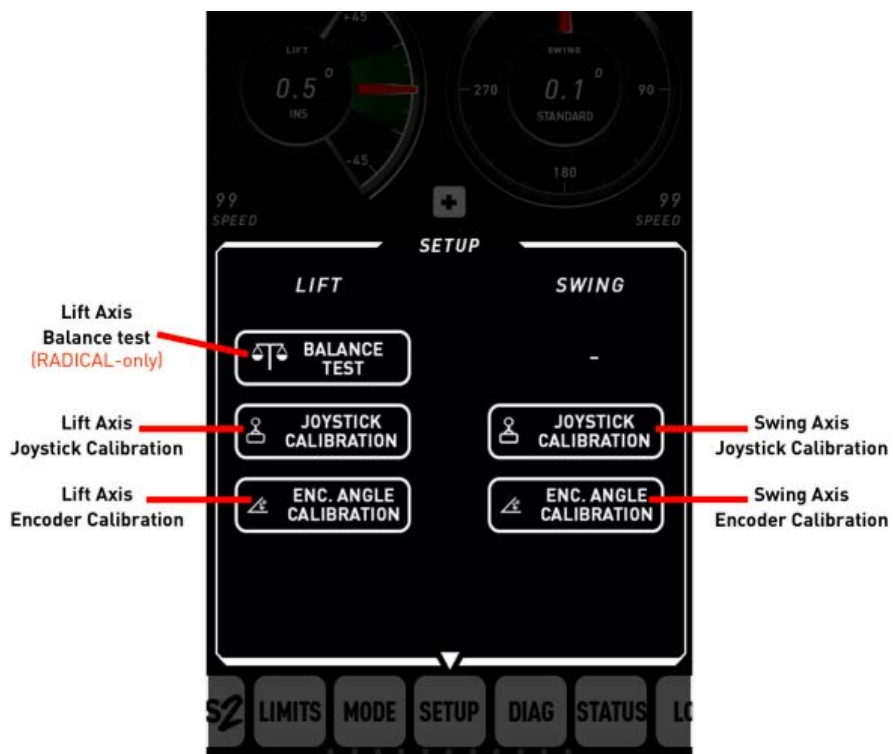 +45
LIFT
0.5°
INS
-45
SWING
0.1°
STANDARD
270
90
180
99
SPEED
99
SPEED
SETUP
LIFT
SWING
Lift Axis
Balance test
(RADICAL-only)
BALANCE
TEST
-
Lift Axis
Joystick Calibration
JOYSTICK
CALIBRATION
JOYSTICK
CALIBRATION
Swing Axis
Joystick Calibration
Lift Axis
Encoder Calibration
ENC. ANGLE
CALIBRATION
ENC. ANGLE
CALIBRATION
Swing Axis
Encoder Calibration
S2
LIMITS
MODE
SETUP
DIAG
STATUS